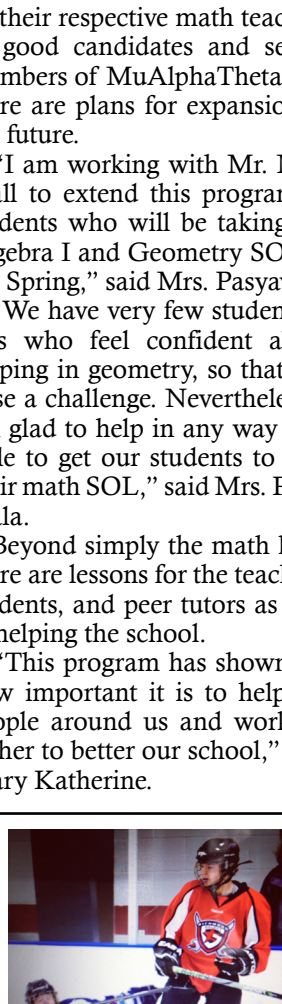 their respective math teac
good candidates and se
mbers of MuAlphaTheta
re are plans for expansio
future.
"I am working with Mr.
all to extend this program
dents who will be taking
gebra I and Geometry SO
Spring," said Mrs. Pasya
"We have very few studen
s who feel confident a
ping in geometry, so that
se a challenge. Neverthele
glad to help in any way
le to get our students to
ir math SOL," said Mrs. P
la.
Beyond simply the math
re are lessons for the teach
dents, and peer tutors as
helping the school.
"This program has shown
w important it is to help
ople around us and work
her to better our school,"
ary Katherine.